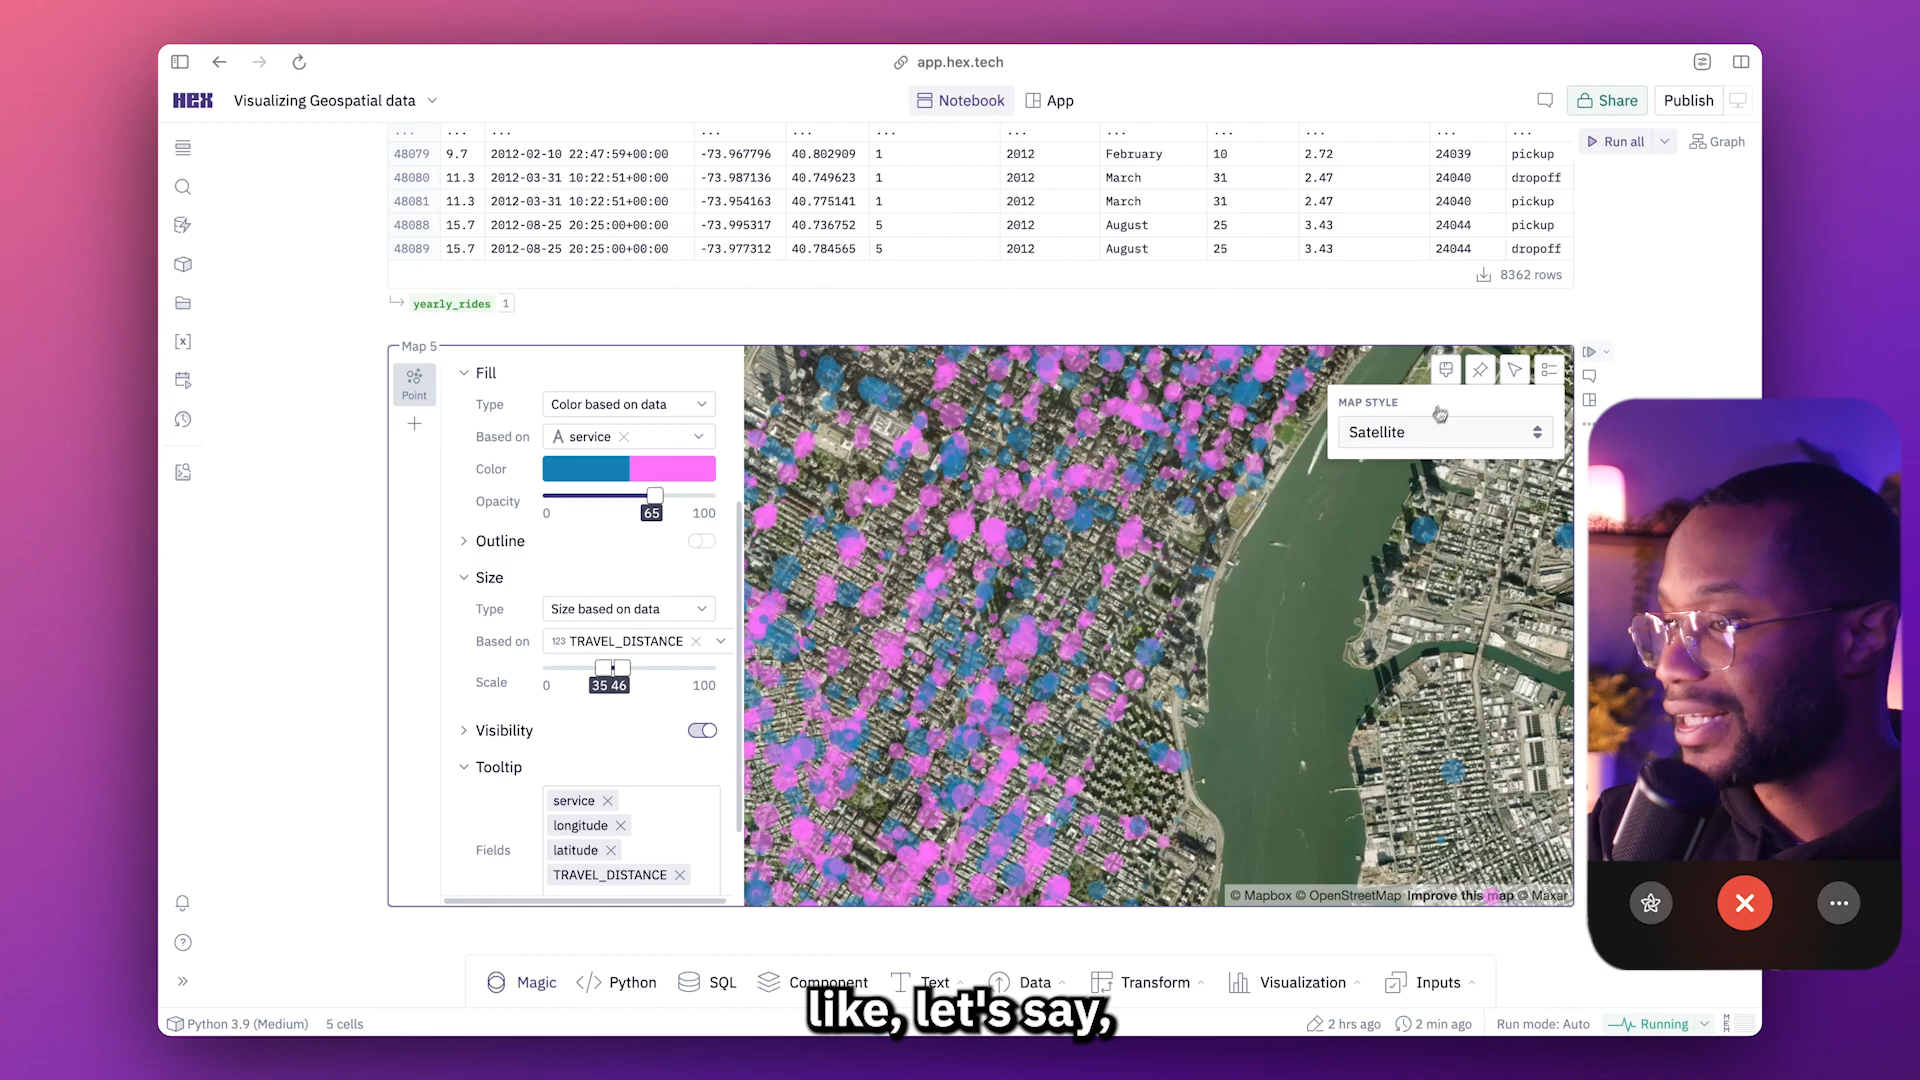 app.hex.tech
HEX Visualizing Geospatial data
Notebook App
Share Publish
... ... ... ... ... ... ... ... ... ... ... ...
48079 9.7 2012-02-10 22:47:59+00:00 -73.967796 40.802909 1 2012 February 10 2.72 24039 pickup
48080 11.3 2012-03-31 10:22:51+00:00 -73.987136 40.749623 1 2012 March 31 2.47 24040 dropoff
48081 11.3 2012-03-31 10:22:51+00:00 -73.954163 40.775141 1 2012 March 31 2.47 24040 pickup
48088 15.7 2012-08-25 20:25:00+00:00 -73.995317 40.736752 5 2012 August 25 3.43 24044 pickup
48089 15.7 2012-08-25 20:25:00+00:00 -73.977312 40.784565 5 2012 August 25 3.43 24044 dropoff
Run all Graph
8362 rows
yearly_rides 1
Map 5
Point
Fill
Type Color based on data
Based on A service
Color
Opacity
0 65 100
Outline
Size
Type Size based on data
Based on 123 TRAVEL_DISTANCE
Scale 0 35 46 100
Visibility
Tooltip
Fields
service
longitude
latitude
TRAVEL_DISTANCE
MAP STYLE
Satellite
© Mapbox © OpenStreetMap Improve this map © Maxar
Magic Python SQL Component Text Data Transform Visualization Inputs
like, let's say,
Python 3.9 (Medium) 5 cells
2 hrs ago 2 min ago Run mode: Auto Running MEM